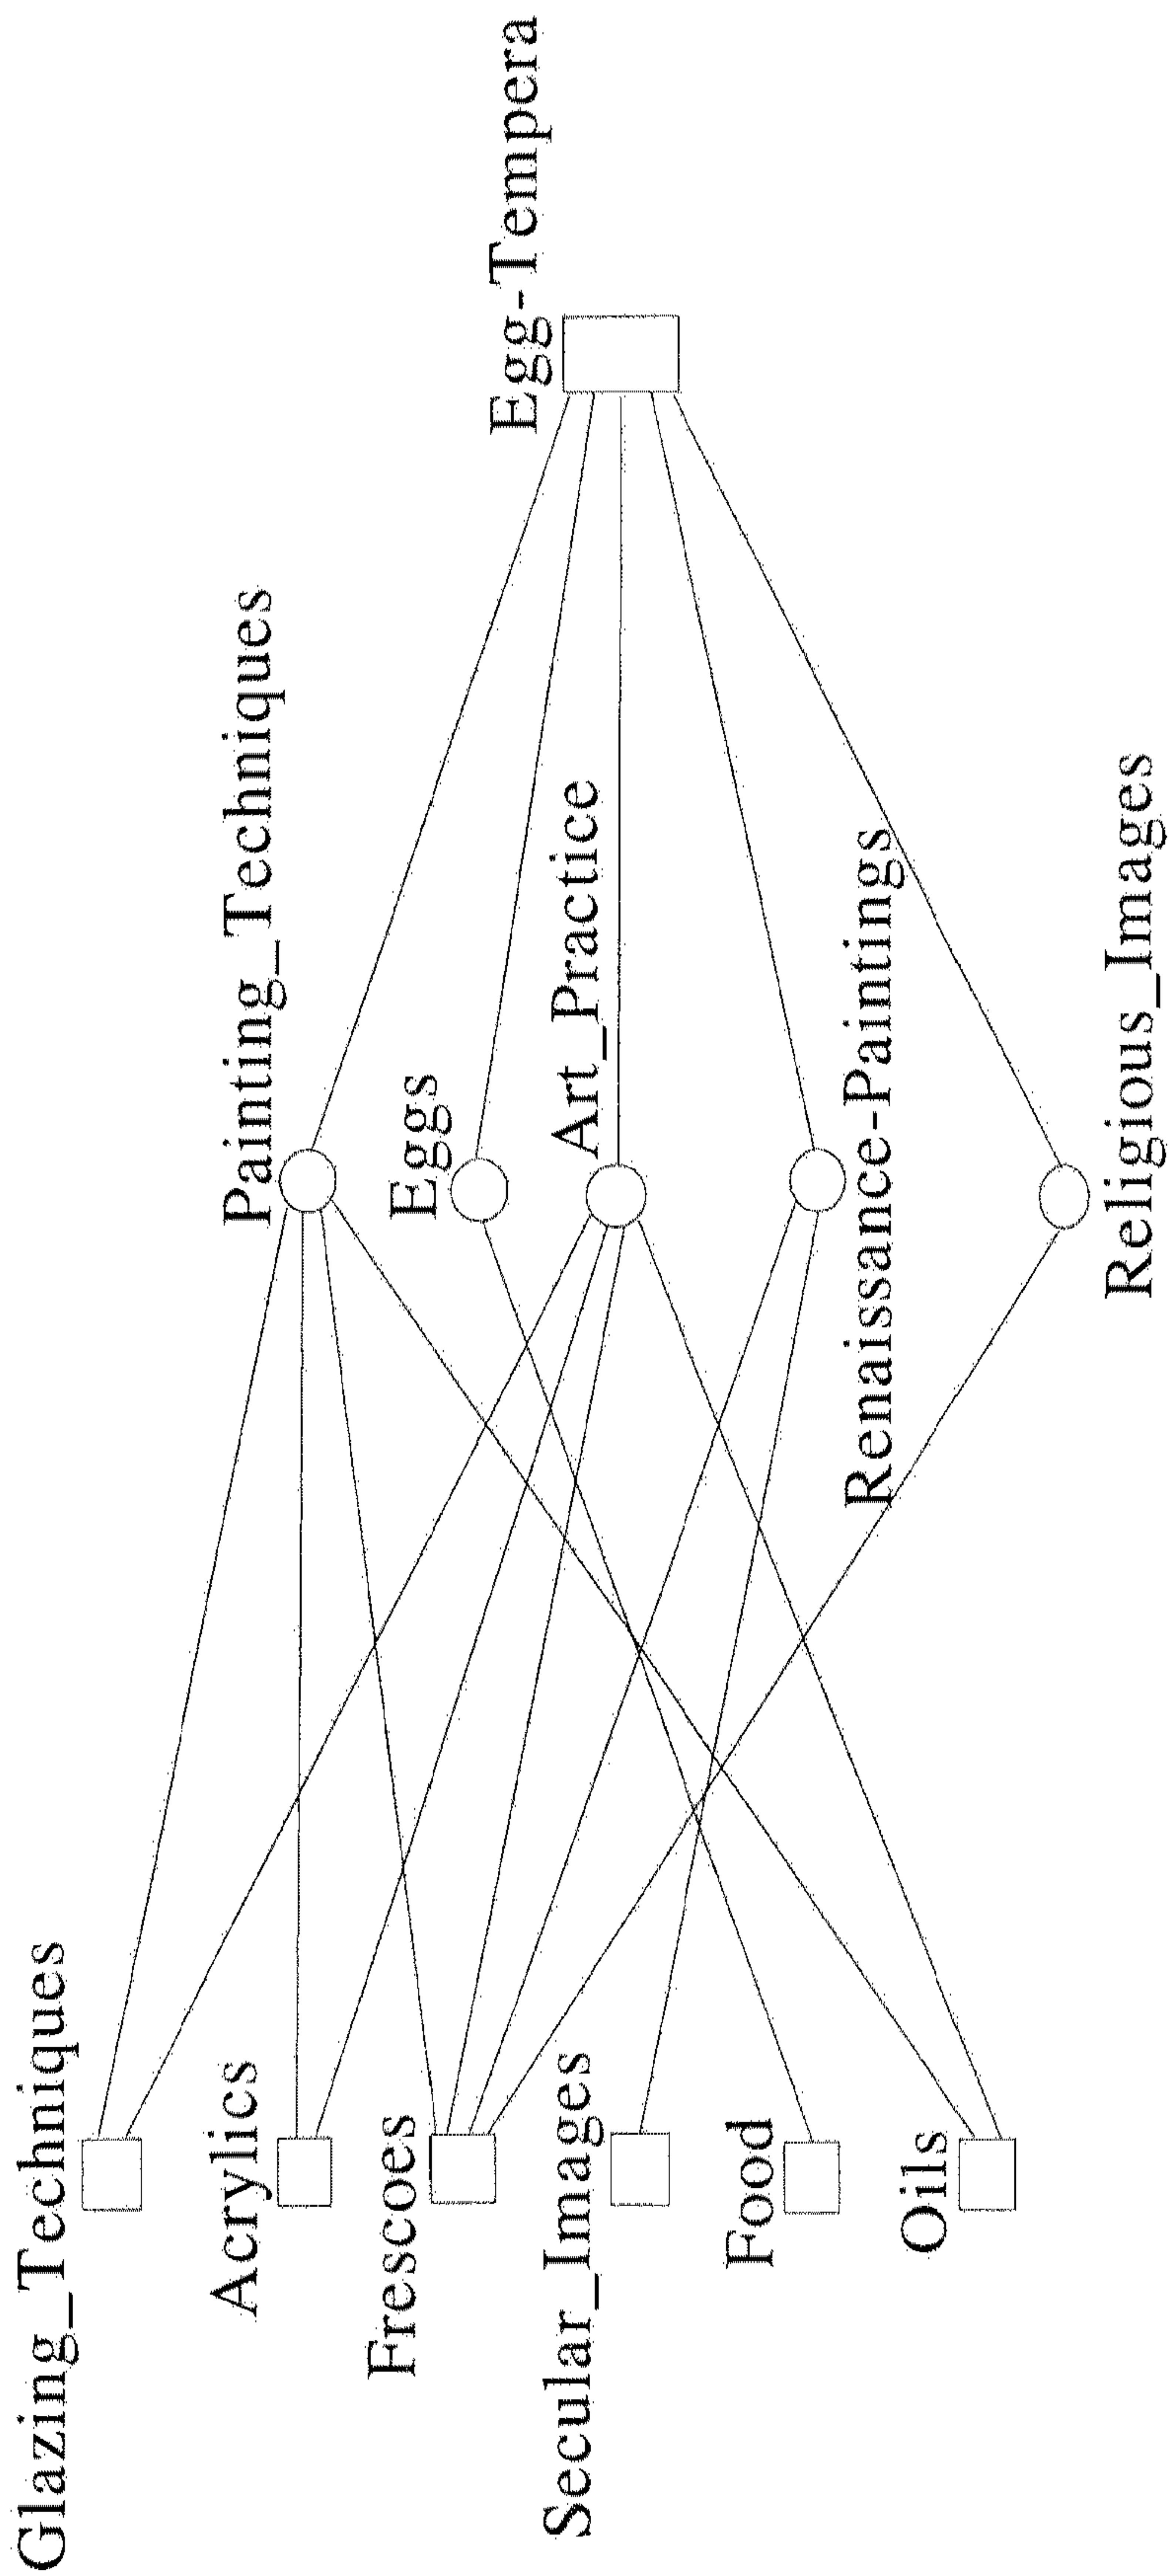 Glazing_Techniques
Acrylics
Frescoes
Secular_Images
Food
Oils
Painting_Techniques
Eggs
Art_Practice
Renaissance-Paintings
Religious_Images
Egg-Tempera